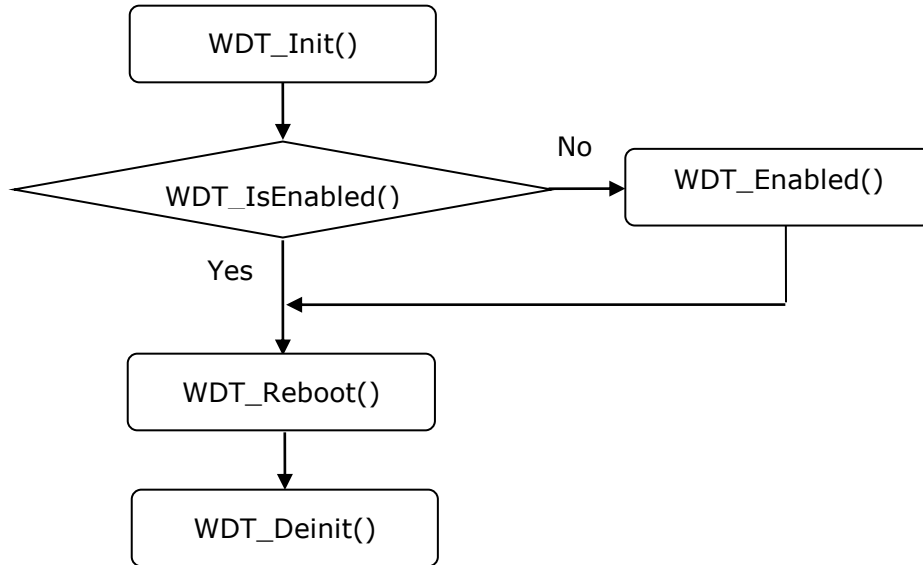 WDT_Init()
WDT_IsEnabled()
No
WDT_Enabled()
Yes
WDT_Reboot()
WDT_Deinit()